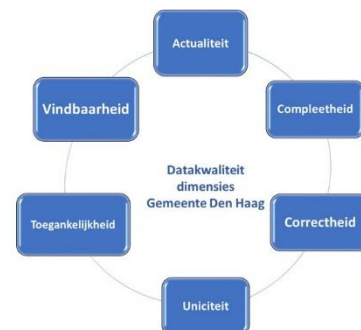 Actualiteit
Compleetheid
Correctheid
Uniciteit
Toegankelijkheid
Vindbaarheid
Datakwaliteit
dimensies
Gemeente Den Haag